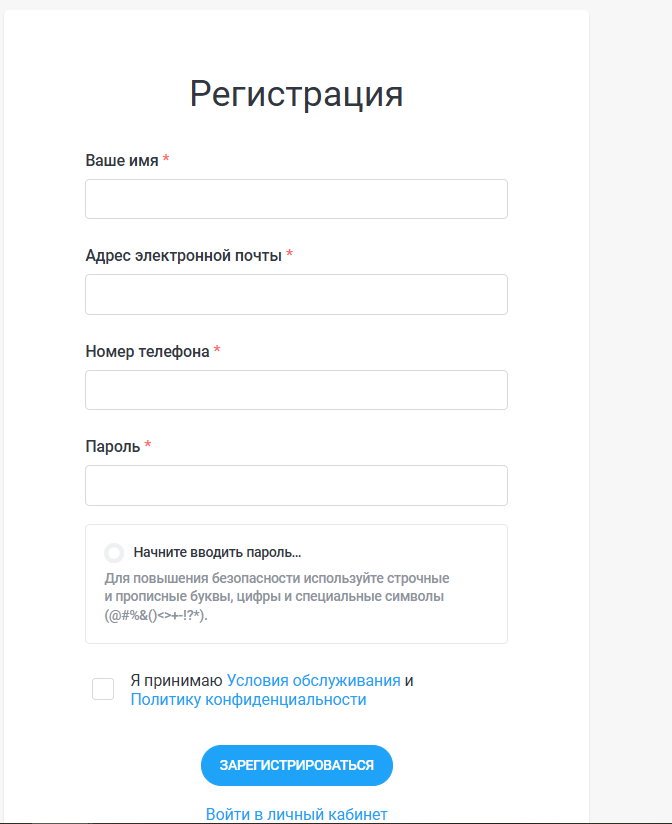 Регистрация
Ваше имя *
Адрес электронной почты *
Номер телефона *
Пароль *
Начните вводить пароль...
Для повышения безопасности используйте строчные
и прописные буквы, цифры и специальные символы
(@#%&()<>+-!?*).
Я принимаю Условия обслуживания и
Политику конфиденциальности
ЗАРЕГИСТРИРОВАТЬСЯ
Войти в личный кабинет